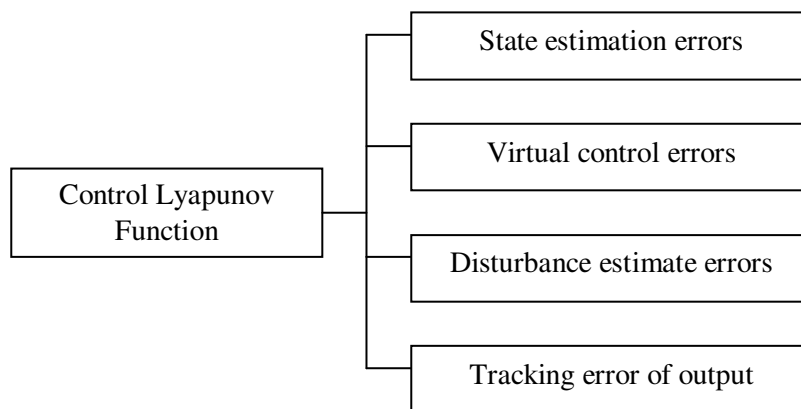 State estimation errors
Virtual control errors
Control Lyapunov
Function
Disturbance estimate errors
Tracking error of output